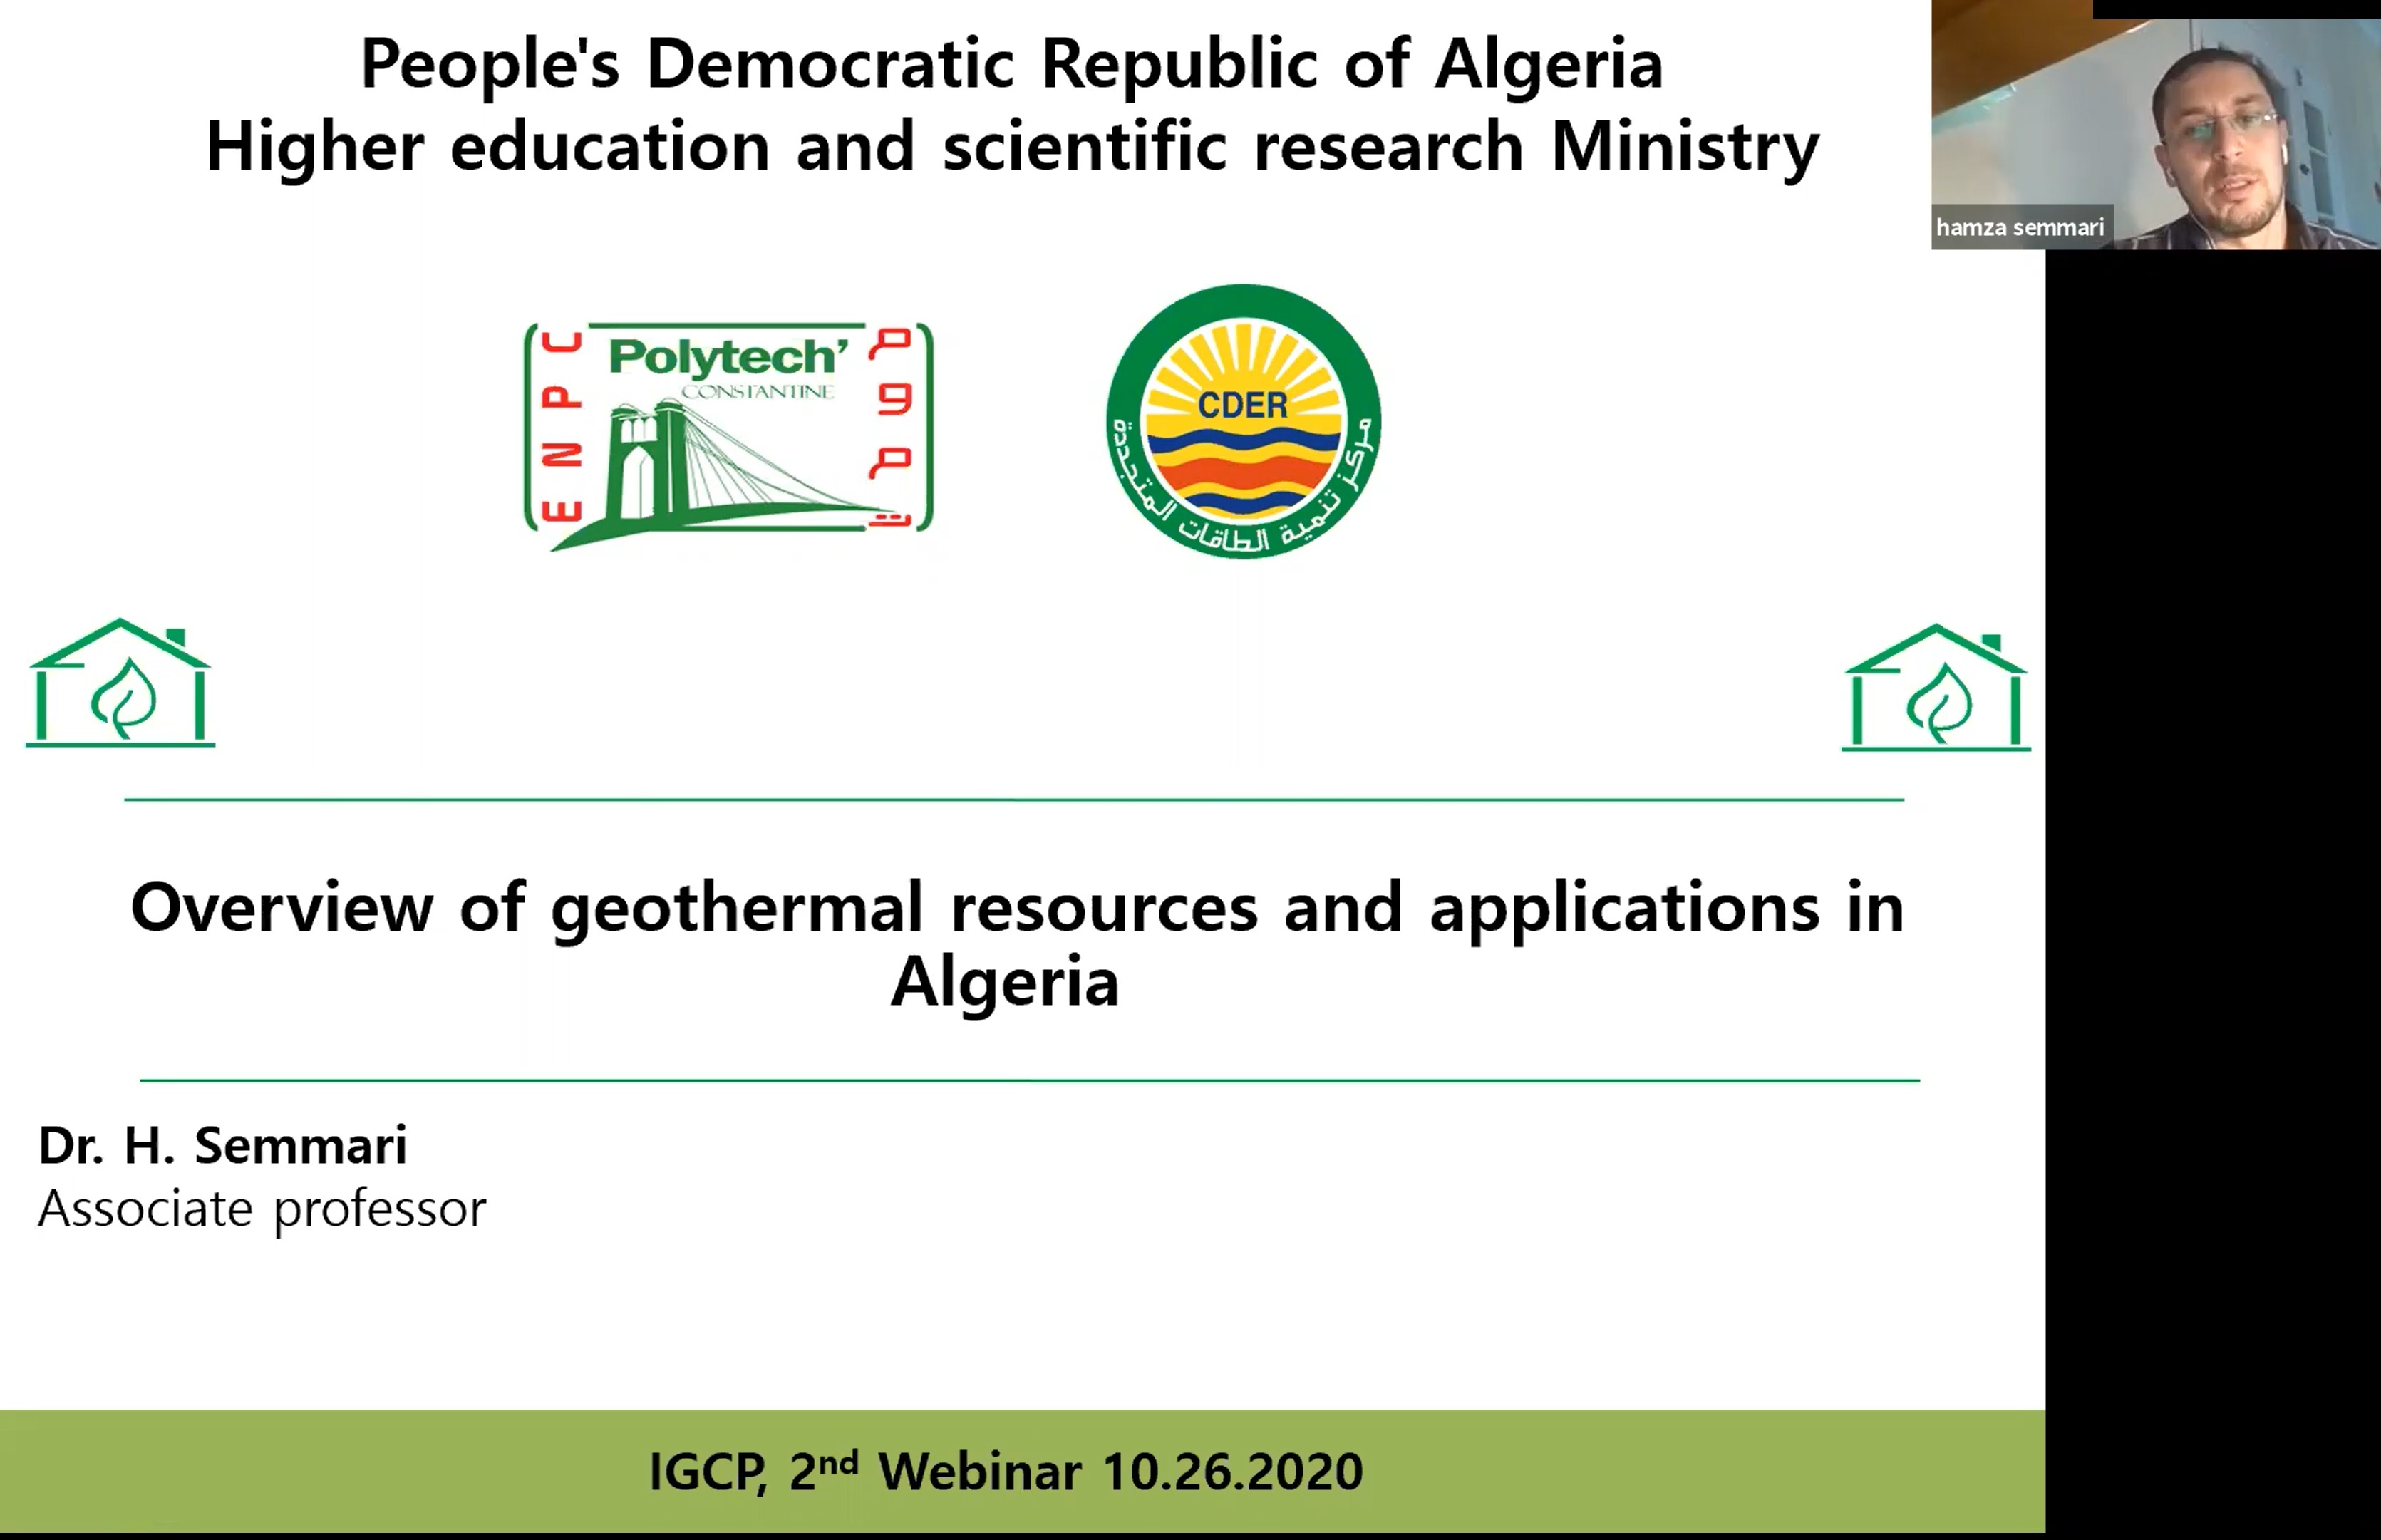 People's Democratic Republic of Algeria
Higher education and scientific research Ministry
hamza semmari
ENPC
Polytech'
CONSTANTINE
م و م ت
CDER
مركز تنمية الطاقات المتجددة
Overview of geothermal resources and applications in
Algeria
Dr. H. Semmari
Associate professor
IGCP, 2nd Webinar 10.26.2020